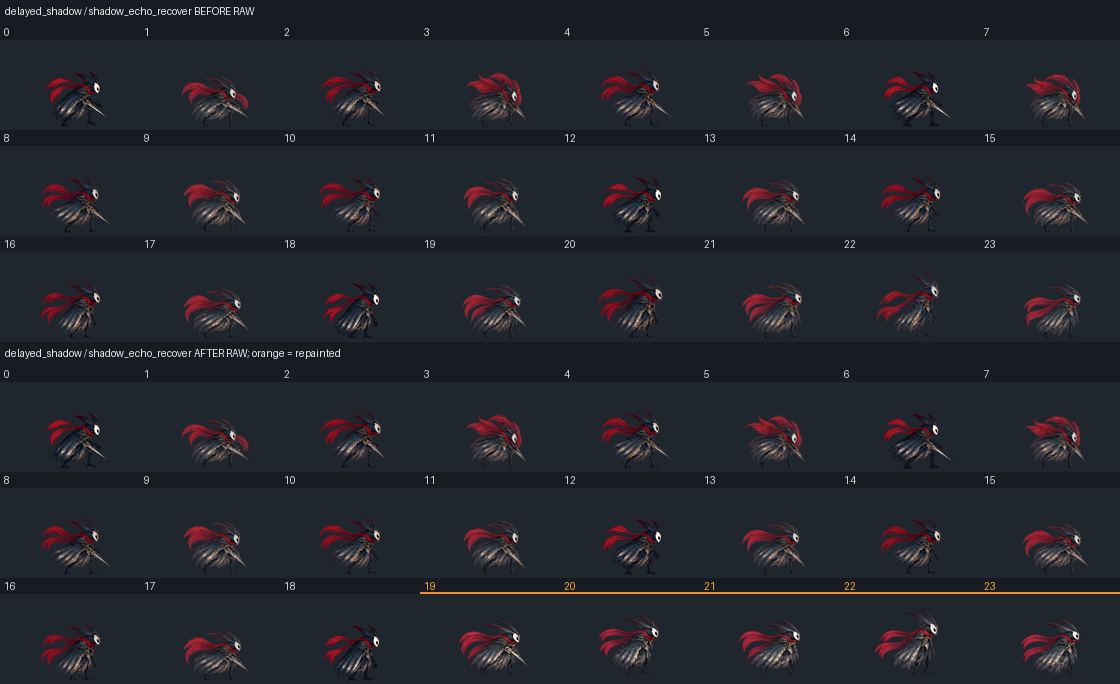 delayed_shadow / shadow_echo_recover BEFORE RAW
0 1 2 3 4 5 6 7
8 9 10 11 12 13 14 15
16 17 18 19 20 21 22 23
delayed_shadow / shadow_echo_recover AFTER RAW; orange = repainted
0 1 2 3 4 5 6 7
8 9 10 11 12 13 14 15
16 17 18 19 20 21 22 23